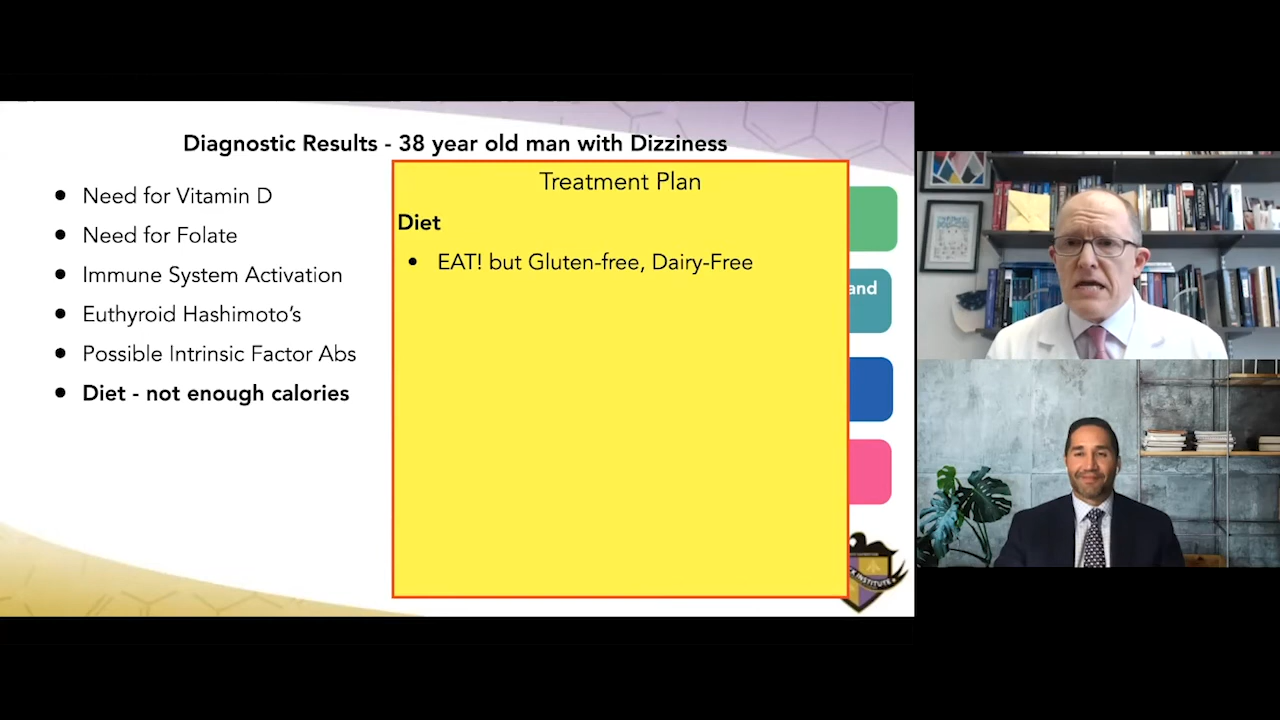 Diagnostic Results - 38 year old man with Dizziness
Need for Vitamin D
Need for Folate
Immune System Activation
Euthyroid Hashimoto’s
Possible Intrinsic Factor Abs
Diet - not enough calories
Treatment Plan
Diet
EAT! but Gluten-free, Dairy-Free
and
INSTITUTE